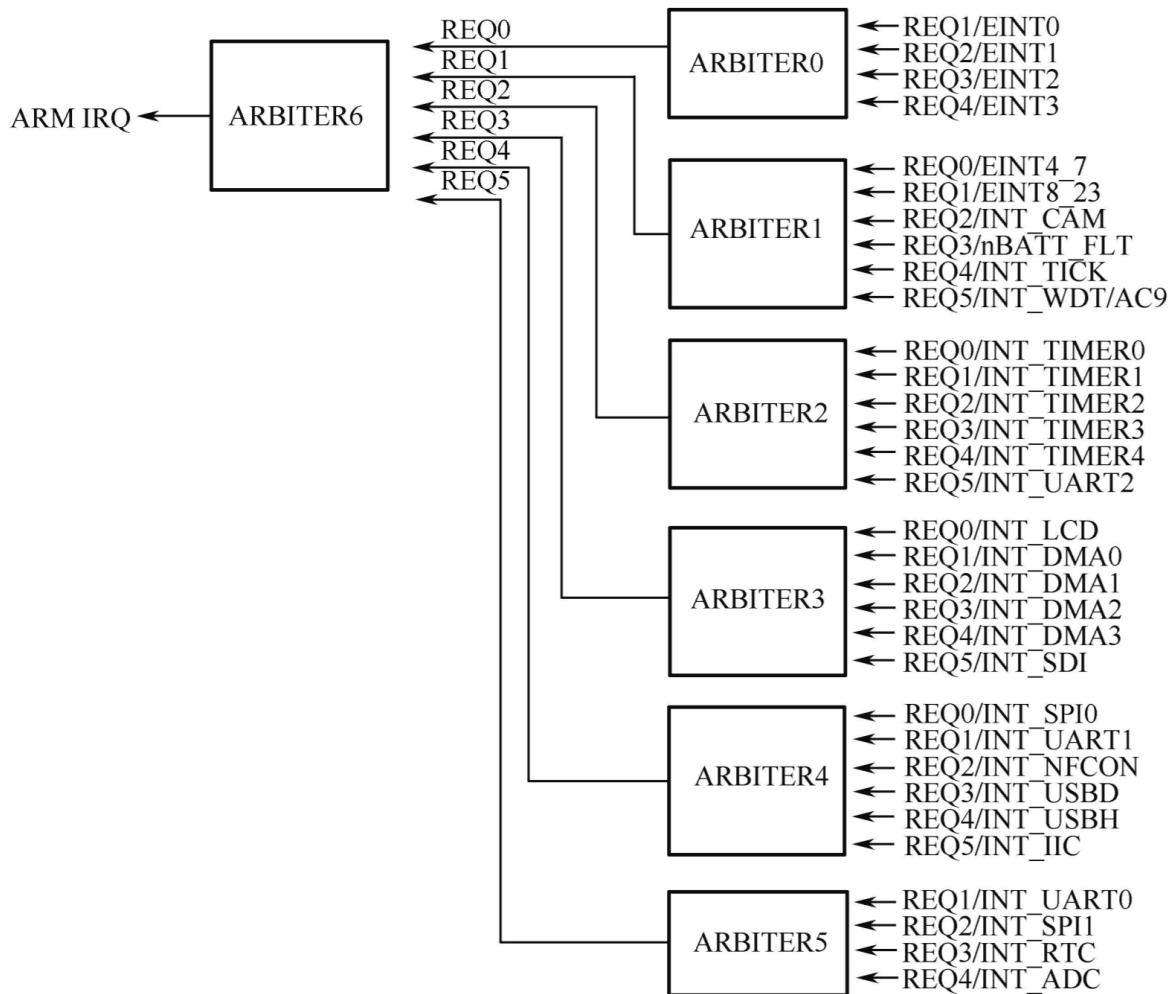 ARM IRQ
ARBITER6
REQ0
REQ1
REQ2
REQ3
REQ4
REQ5
ARBITER0
REQ1/EINT0
REQ2/EINT1
REQ3/EINT2
REQ4/EINT3
ARBITER1
REQ0/EINT4_7
REQ1/EINT8_23
REQ2/INT_CAM
REQ3/nBATT_FLT
REQ4/INT_TICK
REQ5/INT_WDT/AC9
ARBITER2
REQ0/INT_TIMER0
REQ1/INT_TIMER1
REQ2/INT_TIMER2
REQ3/INT_TIMER3
REQ4/INT_TIMER4
REQ5/INT_UART2
ARBITER3
REQ0/INT_LCD
REQ1/INT_DMA0
REQ2/INT_DMA1
REQ3/INT_DMA2
REQ4/INT_DMA3
REQ5/INT_SDI
ARBITER4
REQ0/INT_SPI0
REQ1/INT_UART1
REQ2/INT_NFCON
REQ3/INT_USBD
REQ4/INT_USBH
REQ5/INT_IIC
ARBITER5
REQ1/INT_UART0
REQ2/INT_SPI1
REQ3/INT_RTC
REQ4/INT_ADC